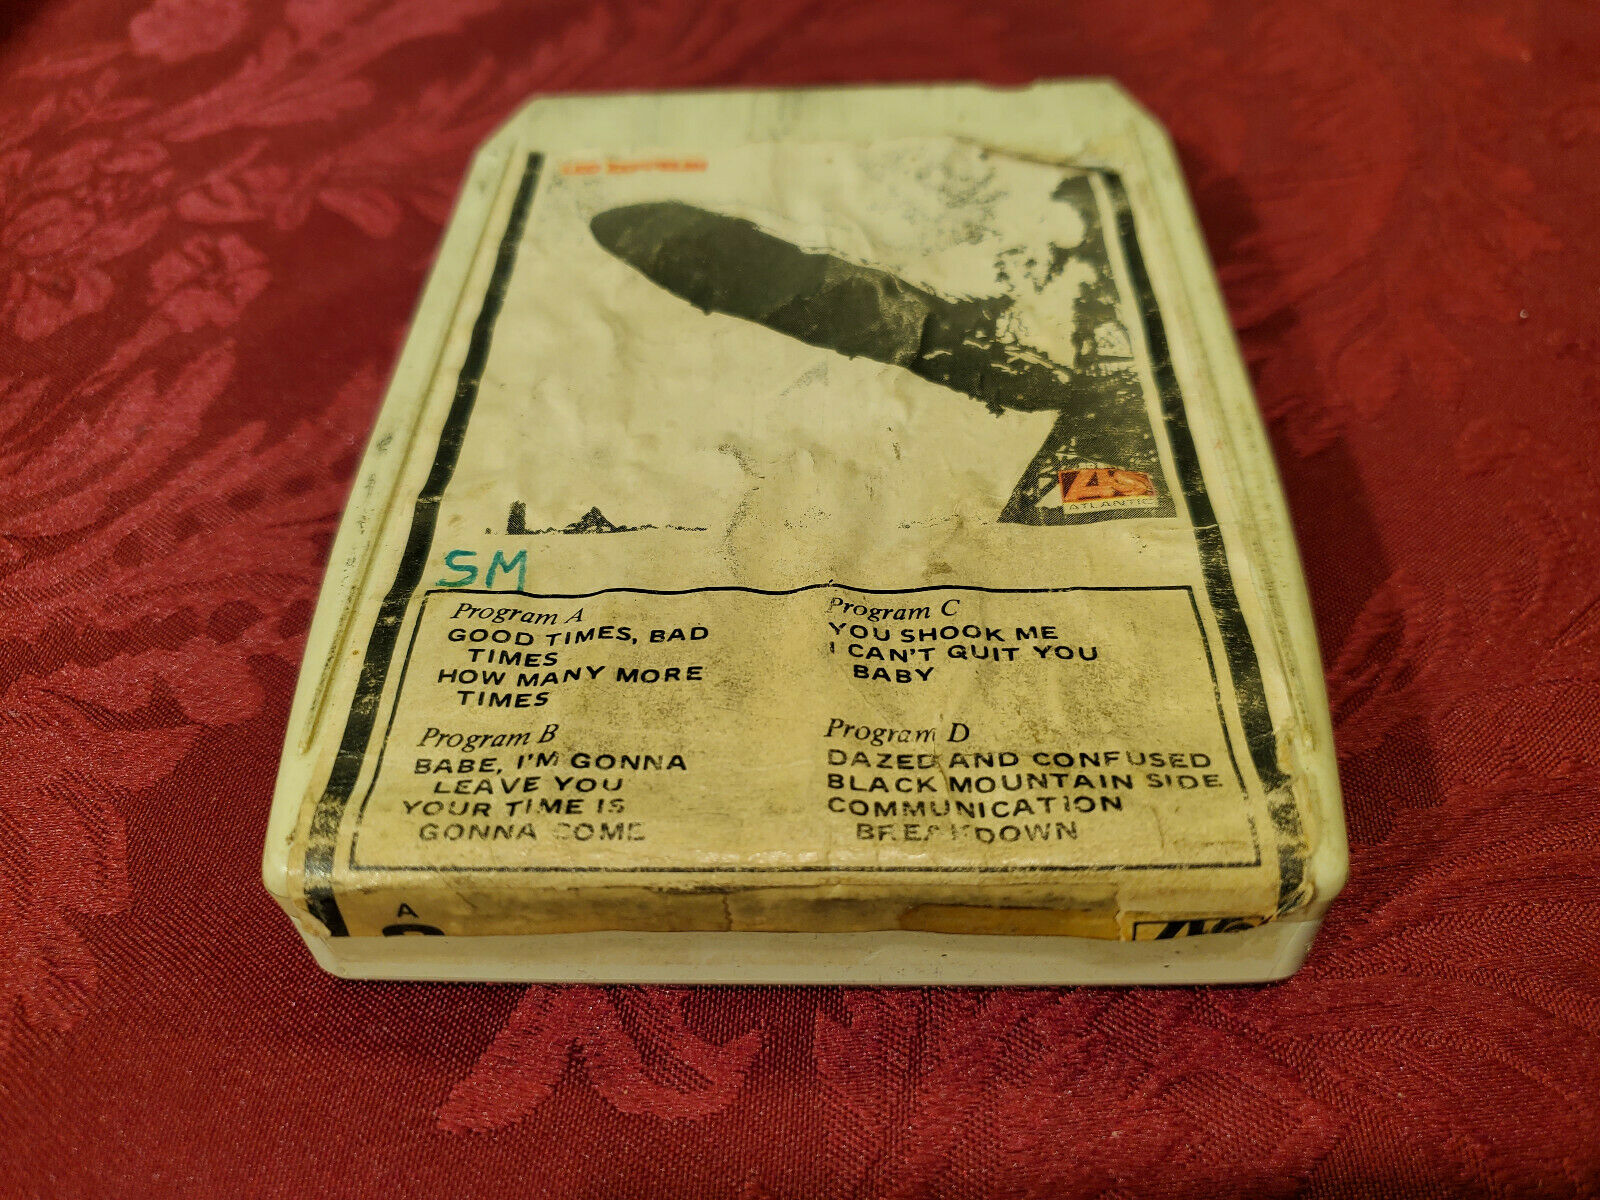 LED ZEPPELIN
ATLANTIC
SM
Program A
GOOD TIMES, BAD
TIMES
HOW MANY MORE
TIMES
Program B
BABE, I'M GONNA
LEAVE YOU
YOUR TIME IS
GONNA COME
Program C
YOU SHOOK ME
I CAN'T QUIT YOU
BABY
Program D
DAZED AND CONFUSED
BLACK MOUNTAIN SIDE
COMMUNICATION
BREAKDOWN
A